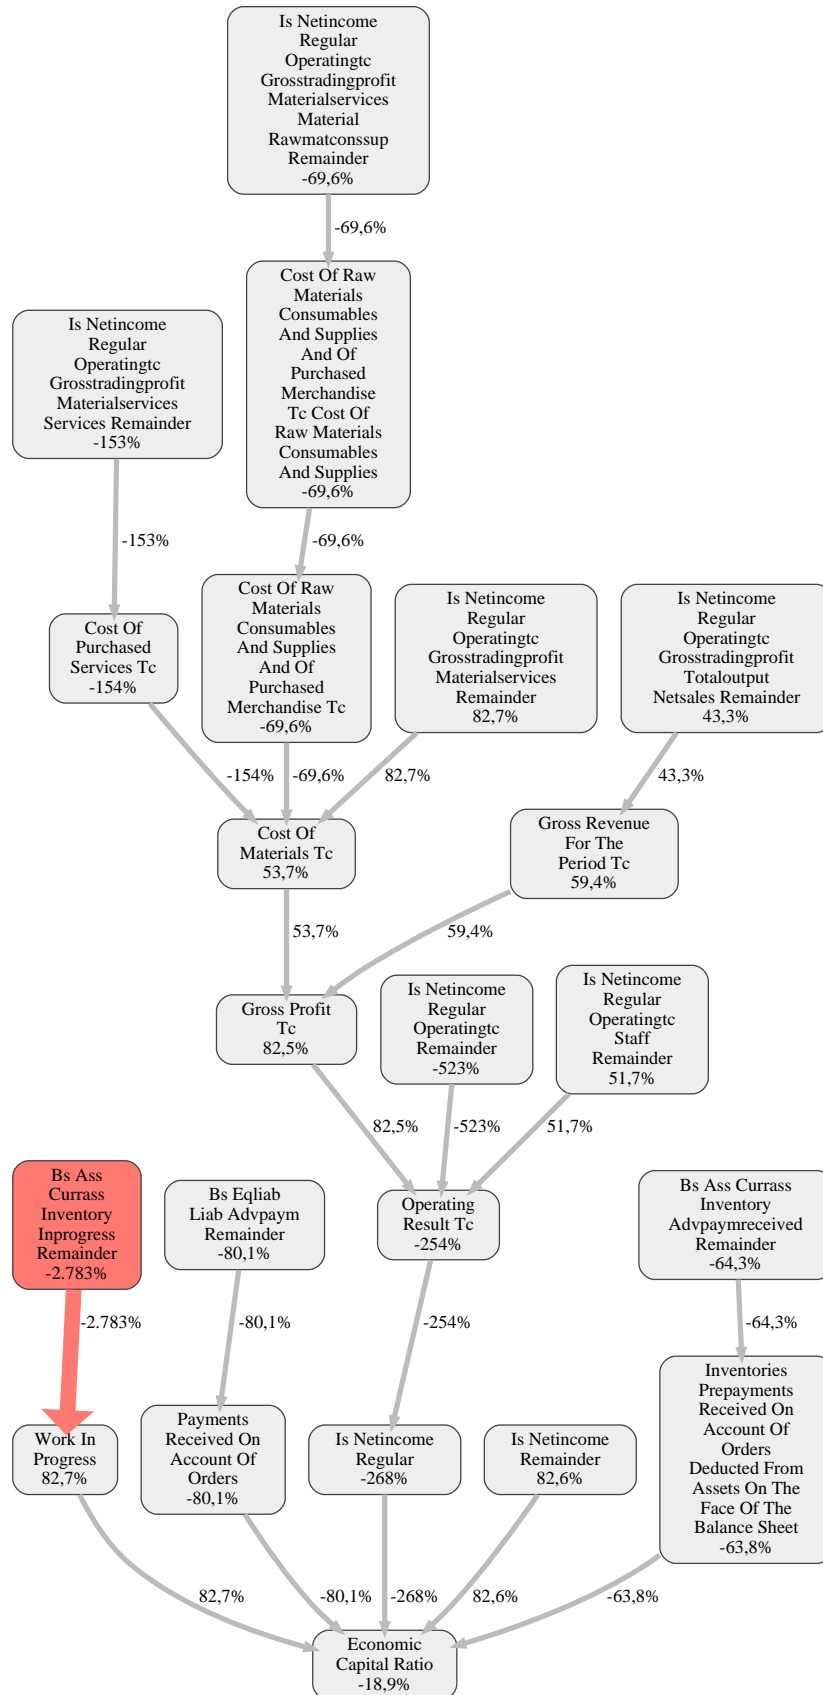 Is Netincome
Regular
Operatingtc
Grosstradingprofit
Materialservices
Material
Rawmatconssup
Remainder
-69,6%
-69,6%
Cost Of Raw
Materials
Consumables
And Supplies
And Of
Purchased
Merchandise
Tc Cost Of
Raw Materials
Consumables
And Supplies
-69,6%
Is Netincome
Regular
Operatingtc
Grosstradingprofit
Materialservices
Services Remainder
-153%
-153%
-69,6%
Cost Of
Purchased
Services Tc
-154%
Cost Of Raw
Materials
Consumables
And Supplies
And Of
Purchased
Merchandise Tc
-69,6%
Is Netincome
Regular
Operatingtc
Grosstradingprofit
Materialservices
Remainder
82,7%
Is Netincome
Regular
Operatingtc
Grosstradingprofit
Totaloutput
Netsales Remainder
43,3%
-154%
-69,6%
82,7%
43,3%
Cost Of
Materials Tc
53,7%
Gross Revenue
For The
Period Tc
59,4%
53,7%
59,4%
Gross Profit
Tc
82,5%
Is Netincome
Regular
Operatingtc
Remainder
-523%
Is Netincome
Regular
Operatingtc
Staff
Remainder
51,7%
82,5%
-523%
51,7%
Bs Ass
Currass
Inventory
Inprogress
Remainder
-2.783%
Bs Eqliab
Liab Advpaym
Remainder
-80,1%
Operating
Result Tc
-254%
Bs Ass Currass
Inventory
Advpaymreceived
Remainder
-64,3%
-2.783%
-80,1%
-254%
-64,3%
Work In
Progress
82,7%
Payments
Received On
Account Of
Orders
-80,1%
Is Netincome
Regular
-268%
Is Netincome
Remainder
82,6%
Inventories
Prepayments
Received On
Account Of
Orders
Deducted From
Assets On The
Face Of The
Balance Sheet
-63,8%
82,7%
-80,1%
-268%
82,6%
-63,8%
Economic
Capital Ratio
-18,9%